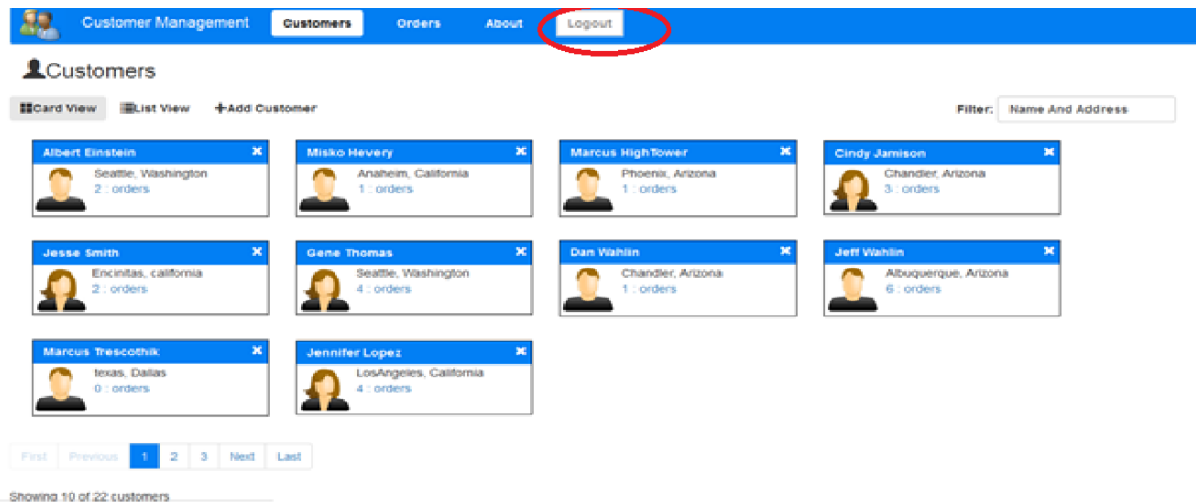 Customer Management Customers Orders About Logout
Customers
Card View List View +Add Customer Filter: Name And Address
Albert Einstein × Misko Hevery × Marcus HighTower × Cindy Jamison ×
Seattle, Washington Anaheim, California Phoenix, Arizona Chandler, Arizona
2 : orders 1 : orders 1 : orders 3 : orders
Jesse Smith × Gene Thomas × Dan Wahlin × Jeff Wahlin ×
Encinitas, california Seattle, Washington Chandler, Arizona Albuquerque, Arizona
2 : orders 4 : orders 1 : orders 6 : orders
Marcus Trescothik × Jennifer Lopez ×
texas, Dallas LosAngeles, California
0 : orders 4 : orders
First Previous 1 2 3 Next Last
Showing 10 of 22 customers